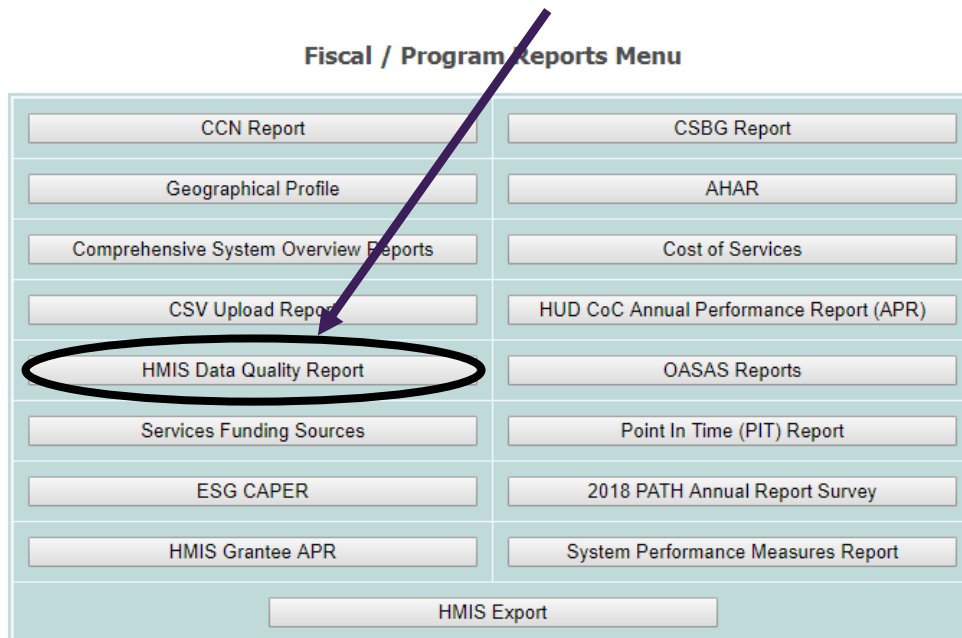 Fiscal / Program Reports Menu
CCN Report
CSBG Report
Geographical Profile
AHAR
Comprehensive System Overview Reports
Cost of Services
CSV Upload Report
HUD CoC Annual Performance Report (APR)
HMIS Data Quality Report
OASAS Reports
Services Funding Sources
Point In Time (PIT) Report
ESG CAPER
2018 PATH Annual Report Survey
HMIS Grantee APR
System Performance Measures Report
HMIS Export